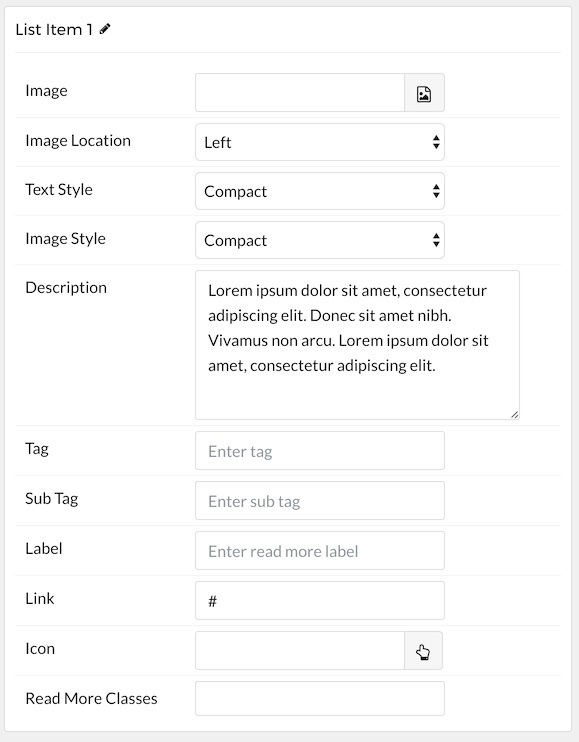 List Item 1
Image
Image Location Left
Text Style Compact
Image Style Compact
Description Lorem ipsum dolor sit amet, consectetur
adipiscing elit. Donec sit amet nibh.
Vivamus non arcu. Lorem ipsum dolor sit
amet, consectetur adipiscing elit.
Tag Enter tag
Sub Tag Enter sub tag
Label Enter read more label
Link #
Icon
Read More Classes